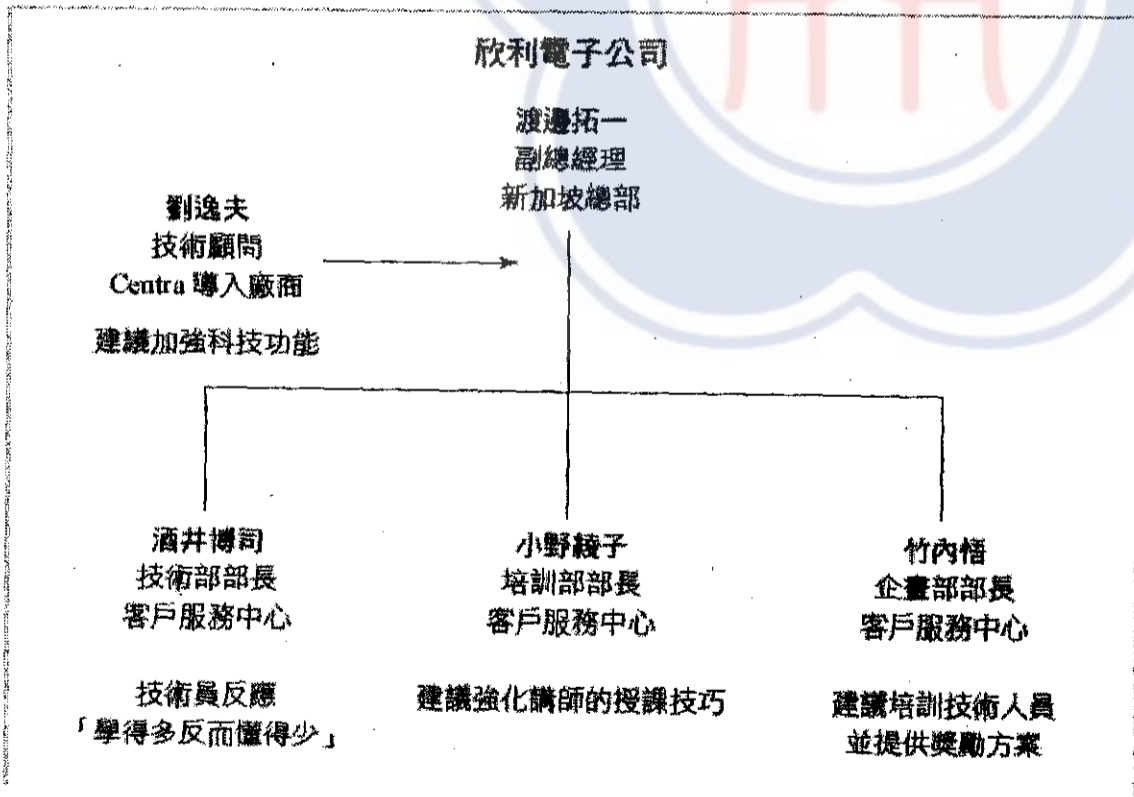 欣利電子公司
渡邊拓一
副總經理
新加坡總部
劉逸夫
技術顧問
Centra 導入廠商
建議加強科技功能
酒井博司
技術部部長
客戶服務中心
技術員反應
「學得多反而懂得少」
小野綾子
培訓部部長
客戶服務中心
建議強化講師的授課技巧
竹內悟
企畫部部長
客戶服務中心
建議培訓技術人員
並提供獎勵方案